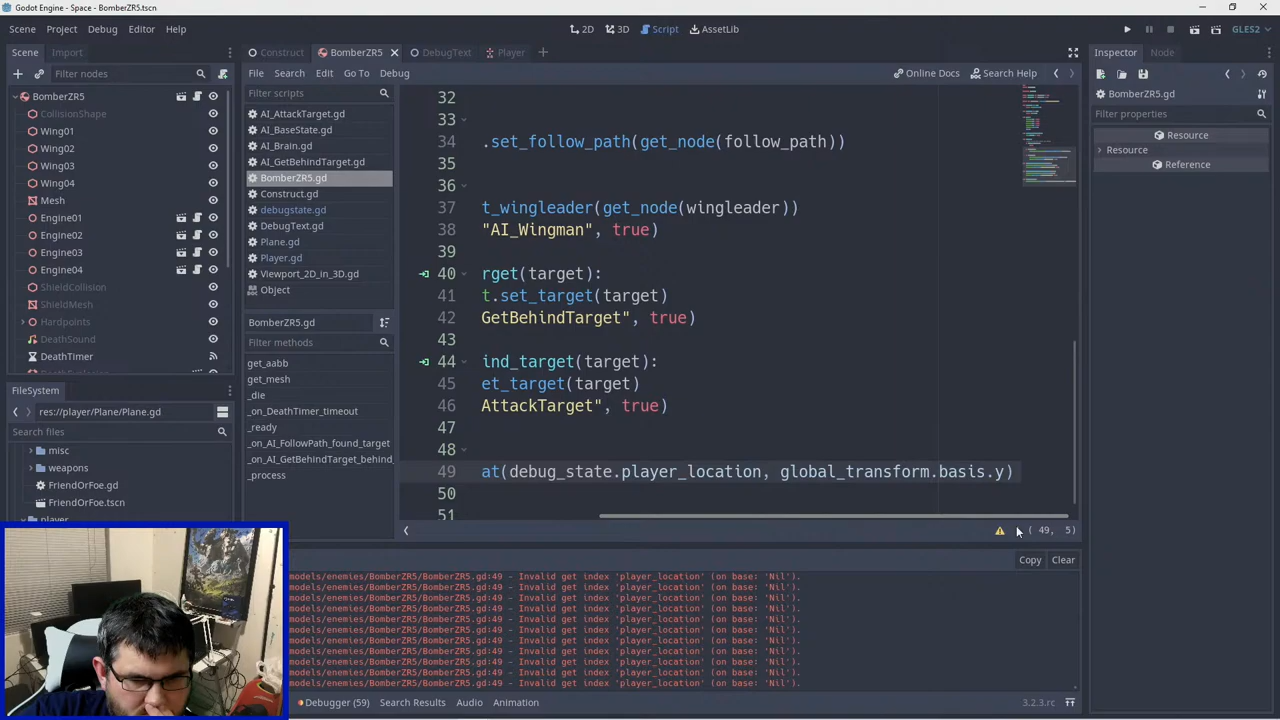 Godot Engine - Space - BomberZR5.tscn
Scene Project Debug Editor Help
2D 3D Script AssetLib
GLES2
Scene Import
Filter nodes
BomberZR5
CollisionShape
Wing01
Wing02
Wing03
Wing04
Mesh
Engine01
Engine02
Engine03
Engine04
ShieldCollision
ShieldMesh
Hardpoints
DeathSound
DeathTimer
FileSystem
res://player/Plane/Plane.gd
Search files
misc
weapons
FriendOrFoe.gd
FriendOrFoe.tscn
player
Construct BomberZR5 DebugText Player
File Search Edit Go To Debug
Online Docs Search Help
Filter scripts
AI_AttackTarget.gd
AI_BaseState.gd
AI_Brain.gd
AI_GetBehindTarget.gd
BomberZR5.gd
Construct.gd
debugstate.gd
DebugText.gd
Plane.gd
Player.gd
Viewport_2D_in_3D.gd
Object
BomberZR5.gd
Filter methods
get_aabb
get_mesh
_die
_on_DeathTimer_timeout
_ready
_on_AI_FollowPath_found_target
_on_AI_GetBehindTarget_behind_
_process
32
33
34 .set_follow_path(get_node(follow_path))
35
36
37 t_wingleader(get_node(wingleader))
38 "AI_Wingman", true)
39
40 rget(target):
41 t.set_target(target)
42 GetBehindTarget", true)
43
44 ind_target(target):
45 et_target(target)
46 AttackTarget", true)
47
48
49 at(debug_state.player_location, global_transform.basis.y)
50
51
( 49, 5)
Copy Clear
models/enemies/BomberZR5/BomberZR5.gd:49 - Invalid get index 'player_location' (on base: 'Nil').
models/enemies/BomberZR5/BomberZR5.gd:49 - Invalid get index 'player_location' (on base: 'Nil').
models/enemies/BomberZR5/BomberZR5.gd:49 - Invalid get index 'player_location' (on base: 'Nil').
models/enemies/BomberZR5/BomberZR5.gd:49 - Invalid get index 'player_location' (on base: 'Nil').
models/enemies/BomberZR5/BomberZR5.gd:49 - Invalid get index 'player_location' (on base: 'Nil').
models/enemies/BomberZR5/BomberZR5.gd:49 - Invalid get index 'player_location' (on base: 'Nil').
models/enemies/BomberZR5/BomberZR5.gd:49 - Invalid get index 'player_location' (on base: 'Nil').
models/enemies/BomberZR5/BomberZR5.gd:49 - Invalid get index 'player_location' (on base: 'Nil').
models/enemies/BomberZR5/BomberZR5.gd:49 - Invalid get index 'player_location' (on base: 'Nil').
models/enemies/BomberZR5/BomberZR5.gd:49 - Invalid get index 'player_location' (on base: 'Nil').
models/enemies/BomberZR5/BomberZR5.gd:49 - Invalid get index 'player_location' (on base: 'Nil').
Debugger (59) Search Results Audio Animation
3.2.3.rc
Inspector Node
BomberZR5.gd
Filter properties
Resource
Resource
Reference